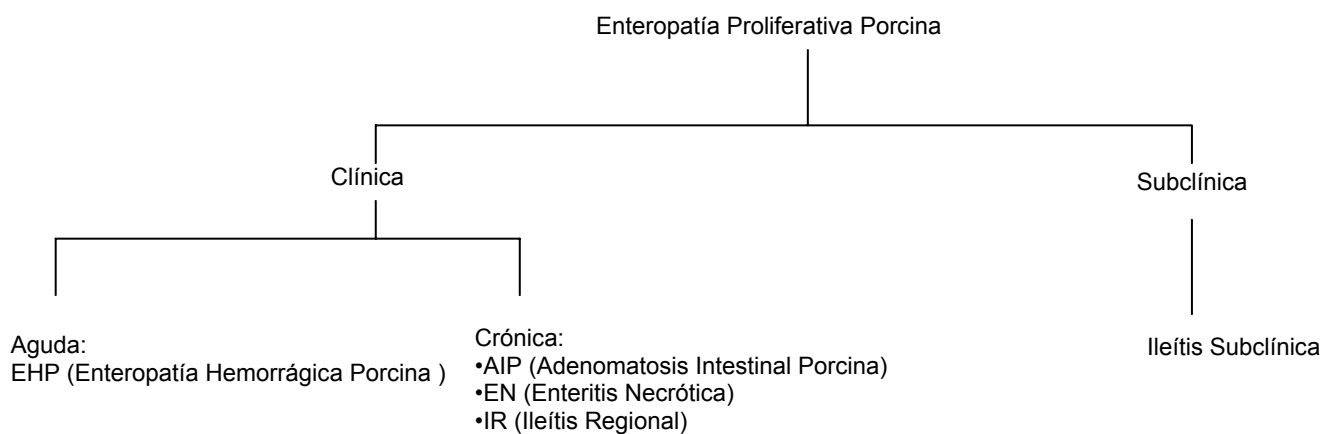 Enteropatía Proliferativa Porcina
Clínica
Subclínica
Aguda:
EHP (Enteropatía Hemorrágica Porcina )
Crónica:
•AIP (Adenomatosis Intestinal Porcina)
•EN (Enteritis Necrótica)
•IR (Ileítis Regional)
Ileítis Subclínica